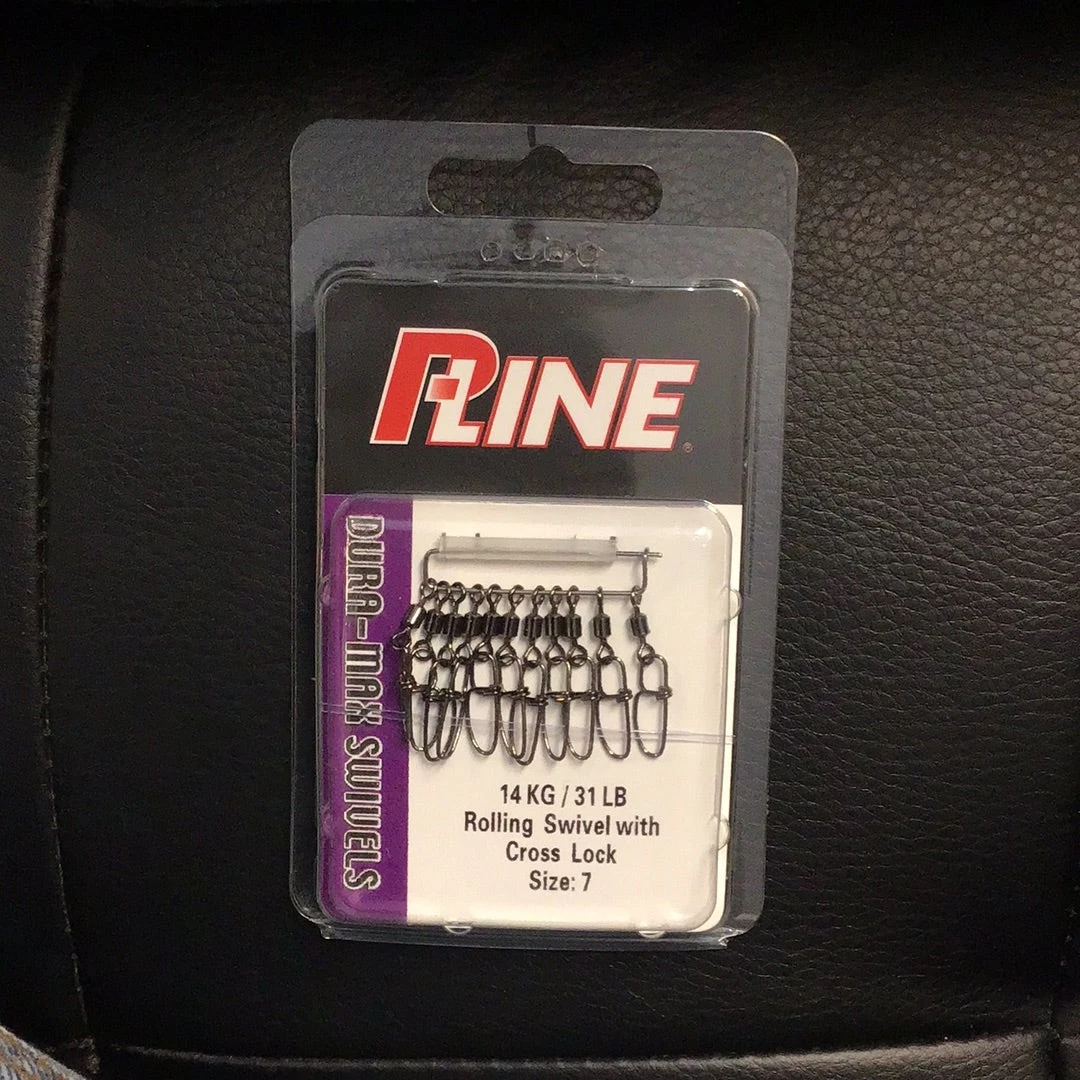 PLINE®
DURA-MAX SWIVELS
14 KG / 31 LB
Rolling Swivel with
Cross Lock
Size: 7